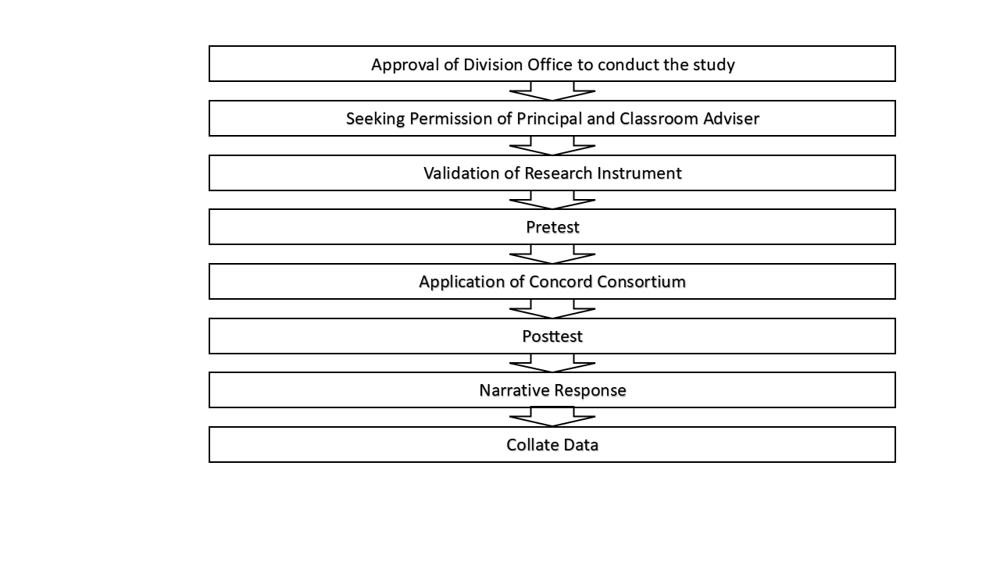 Approval of Division Office to conduct the study
Seeking Permission of Principal and Classroom Adviser
Validation of Research Instrument
Pretest
Application of Concord Consortium
Posttest
Narrative Response
Collate Data